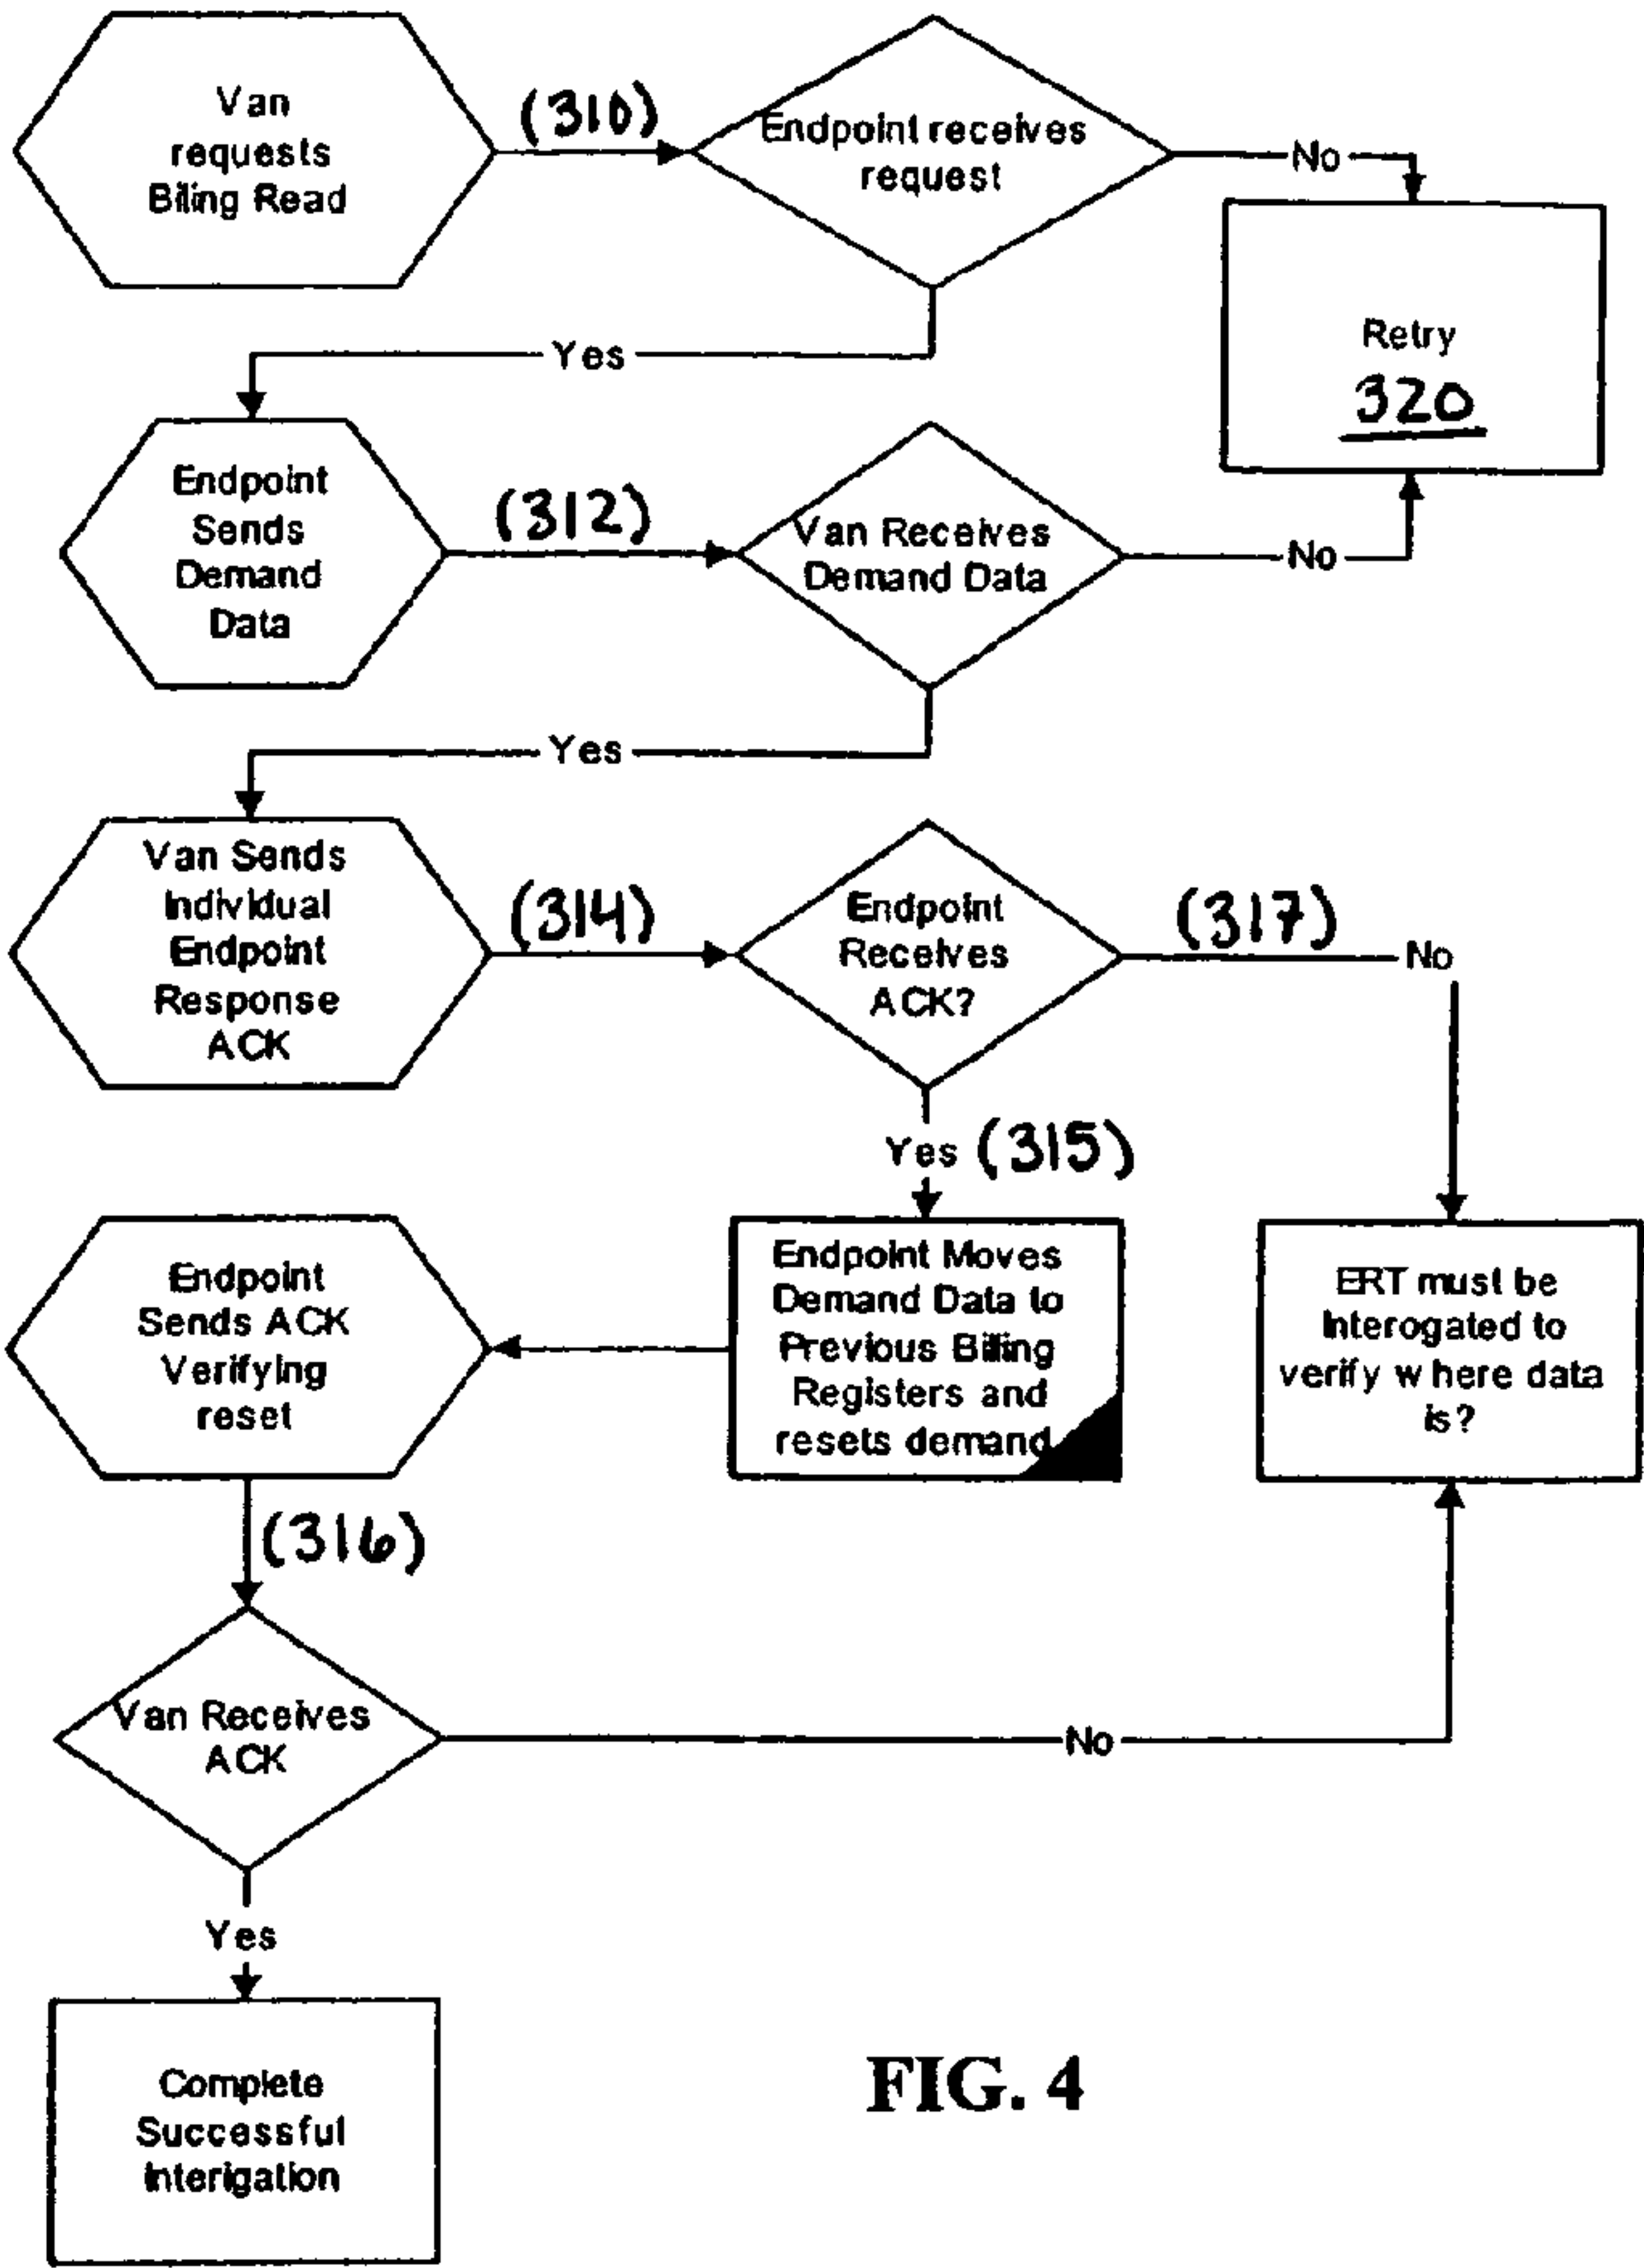 Van
requests
Biling Read
(310)
Endpoint receives
request
No
Retry
320
Yes
Endpoint
Sends
Demand
Data
(312)
Van Receives
Demand Data
No
Yes
Van Sends
Individual
Endpoint
Response
ACK
(314)
Endpoint
Receives
ACK?
(317)
No
Yes (315)
Endpoint
Sends ACK
Verifying
reset
Endpoint Moves
Demand Data to
Previous Billing
Registers and
resets demand
ERT must be
Interogated to
verify where data
is?
(316)
Van Receives
ACK
No
Yes
Complete
Successful
Interigation
FIG. 4